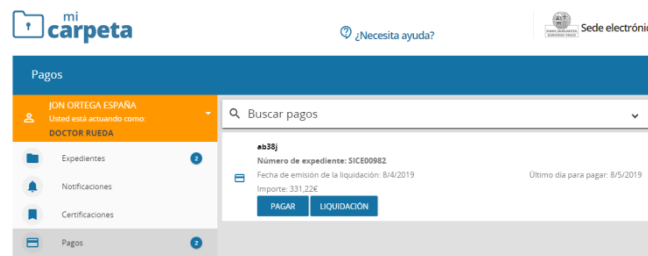 mi
carpeta
¿Necesita ayuda?
Sede electróni
Pagos
JON ORTEGA ESPAÑA
Usted está actuando como:
DOCTOR RUEDA
Buscar pagos
Expedientes 2
Notificaciones
Certificaciones
Pagos 2
ab38j
Número de expediente: SICE00982
Fecha de emisión de la liquidación: 8/4/2019
Último día para pagar: 8/5/2019
Importe: 331,22€
PAGAR
LIQUIDACIÓN